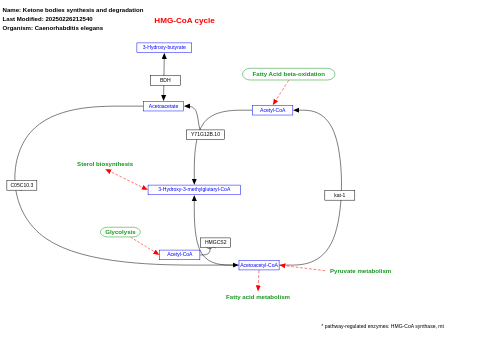 Name: Ketone bodies synthesis and degradation
Last Modified: 20250226212540
Organism: Caenorhabditis elegans
HMG-CoA cycle
3-Hydroxy-butyrate
Fatty Acid beta-oxidation
BDH
Acetoacetate
Acetyl-CoA
Y71G12B.10
Sterol biosynthesis
C05C10.3
3-Hydroxy-3-methylglutaryl-CoA
kat-1
Glycolysis
HMGCS2
Acetyl-CoA
Acetoacetyl-CoA
Pyruvate metabolism
Fatty acid metabolism
* pathway-regulated enzymes: HMG-CoA synthase, mt